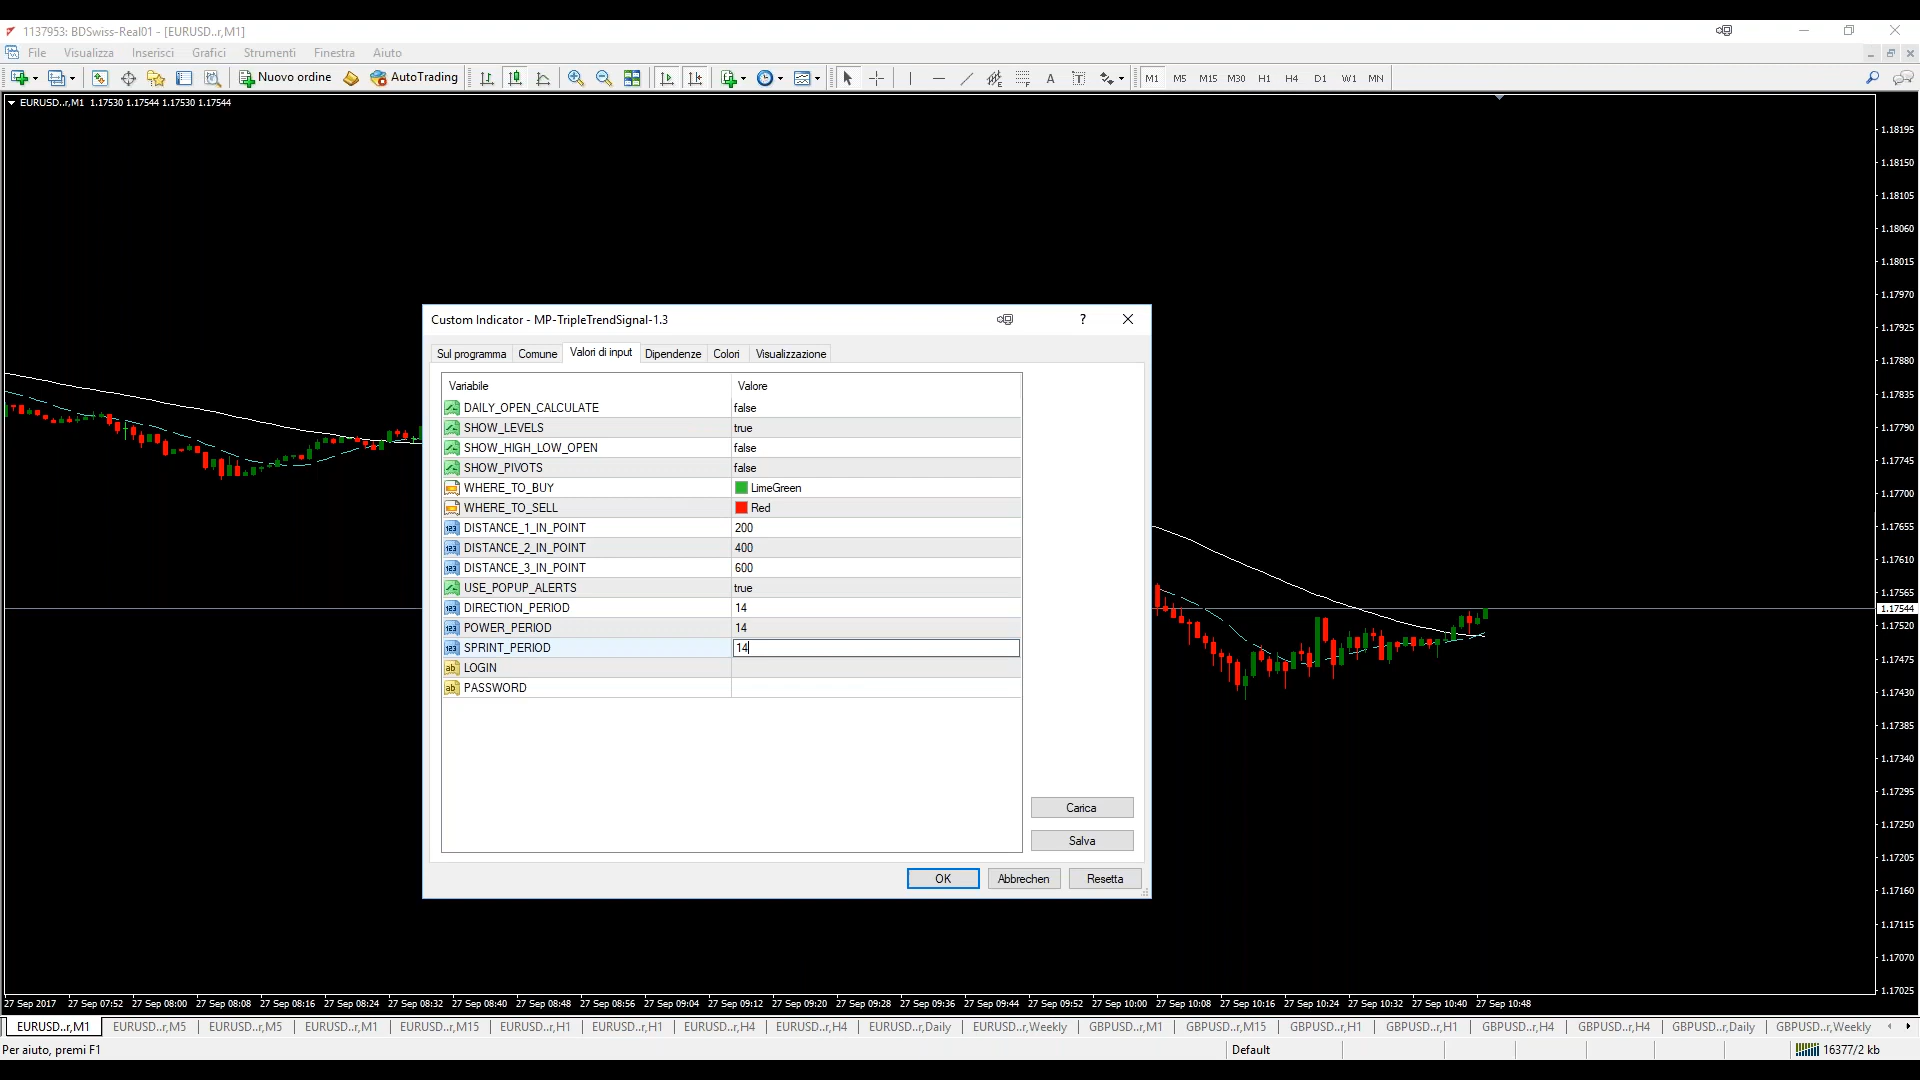 1137953: BDSwiss-Real01 - [EURUSD..r,M1]
File Visualizza Inserisci Grafici Strumenti Finestra Aiuto
Nuovo ordine AutoTrading A T M1 M5 M15 M30 H1 H4 D1 W1 MN
EURUSD..r,M1 1.17530 1.17544 1.17530 1.17544
1.18195
1.18150
1.18105
1.18060
1.18015
1.17970
1.17925
1.17880
1.17835
1.17790
1.17745
1.17700
1.17655
1.17610
1.17565
1.17544
1.17520
1.17475
1.17430
1.17385
1.17340
1.17295
1.17250
1.17205
1.17160
1.17115
1.17070
1.17025
Custom Indicator - MP-TripleTrendSignal-1.3 ?
Sul programma Comune Valori di input Dipendenze Colori Visualizzazione
Variabile Valore
DAILY_OPEN_CALCULATE false
SHOW_LEVELS true
SHOW_HIGH_LOW_OPEN false
SHOW_PIVOTS false
WHERE_TO_BUY LimeGreen
WHERE_TO_SELL Red
123 DISTANCE_1_IN_POINT 200
123 DISTANCE_2_IN_POINT 400
123 DISTANCE_3_IN_POINT 600
USE_POPUP_ALERTS true
123 DIRECTION_PERIOD 14
123 POWER_PERIOD 14
123 SPRINT_PERIOD 14
ab LOGIN
ab PASSWORD
Carica
Salva
OK Abbrechen Resetta
27 Sep 2017 27 Sep 07:52 27 Sep 08:00 27 Sep 08:08 27 Sep 08:16 27 Sep 08:24 27 Sep 08:32 27 Sep 08:40 27 Sep 08:48 27 Sep 08:56 27 Sep 09:04 27 Sep 09:12 27 Sep 09:20 27 Sep 09:28 27 Sep 09:36 27 Sep 09:44 27 Sep 09:52 27 Sep 10:00 27 Sep 10:08 27 Sep 10:16 27 Sep 10:24 27 Sep 10:32 27 Sep 10:40 27 Sep 10:48
EURUSD..r,M1 EURUSD..r,M5 EURUSD..r,M5 EURUSD..r,M1 EURUSD..r,M15 EURUSD..r,H1 EURUSD..r,H1 EURUSD..r,H4 EURUSD..r,H4 EURUSD..r,Daily EURUSD..r,Weekly GBPUSD..r,M1 GBPUSD..r,M15 GBPUSD..r,H1 GBPUSD..r,H1 GBPUSD..r,H4 GBPUSD..r,H4 GBPUSD..r,Daily GBPUSD..r,Weekly
Per aiuto, premi F1 Default 16377/2 kb